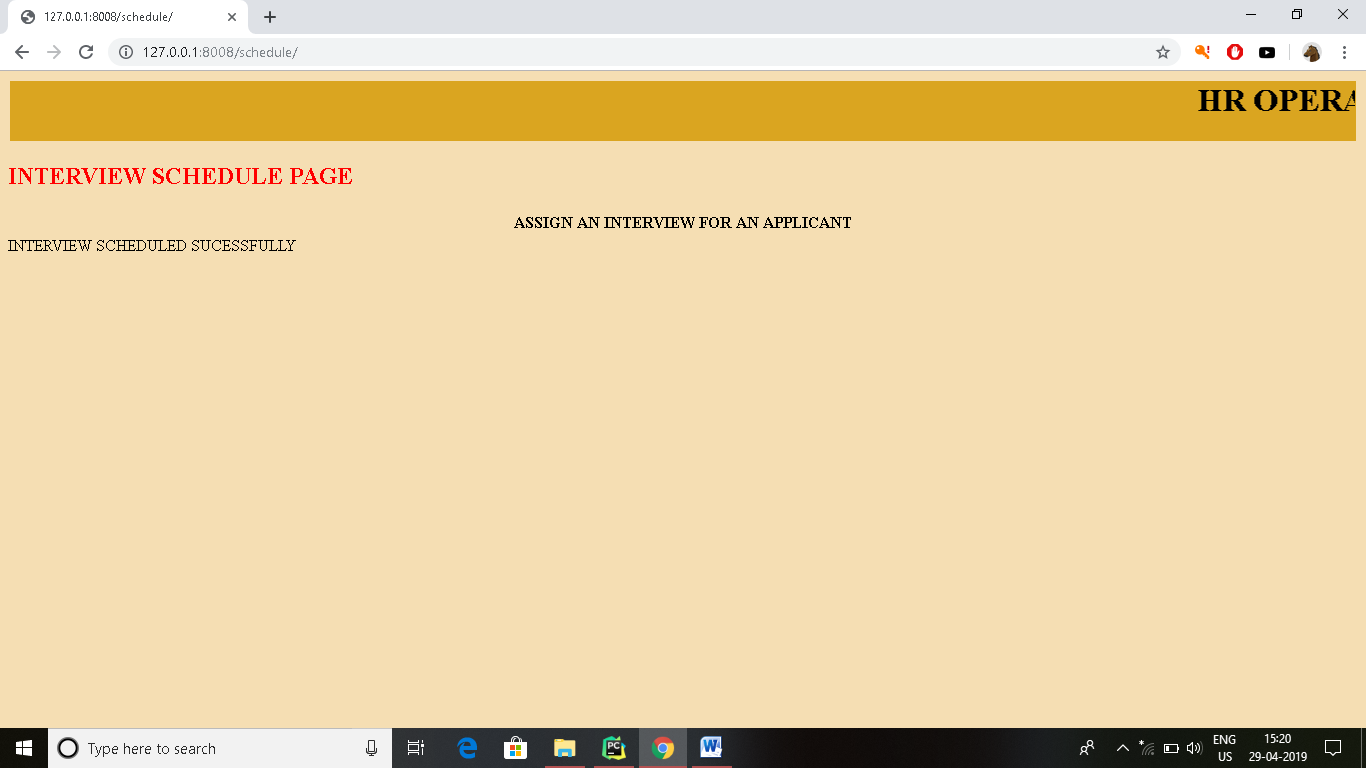 127.0.0.1:8008/schedule/
127.0.0.1:8008/schedule/
HR OPERA
INTERVIEW SCHEDULE PAGE
ASSIGN AN INTERVIEW FOR AN APPLICANT
INTERVIEW SCHEDULED SUCESSFULLY
Type here to search
PC
W
ENG
US
15:20
29-04-2019